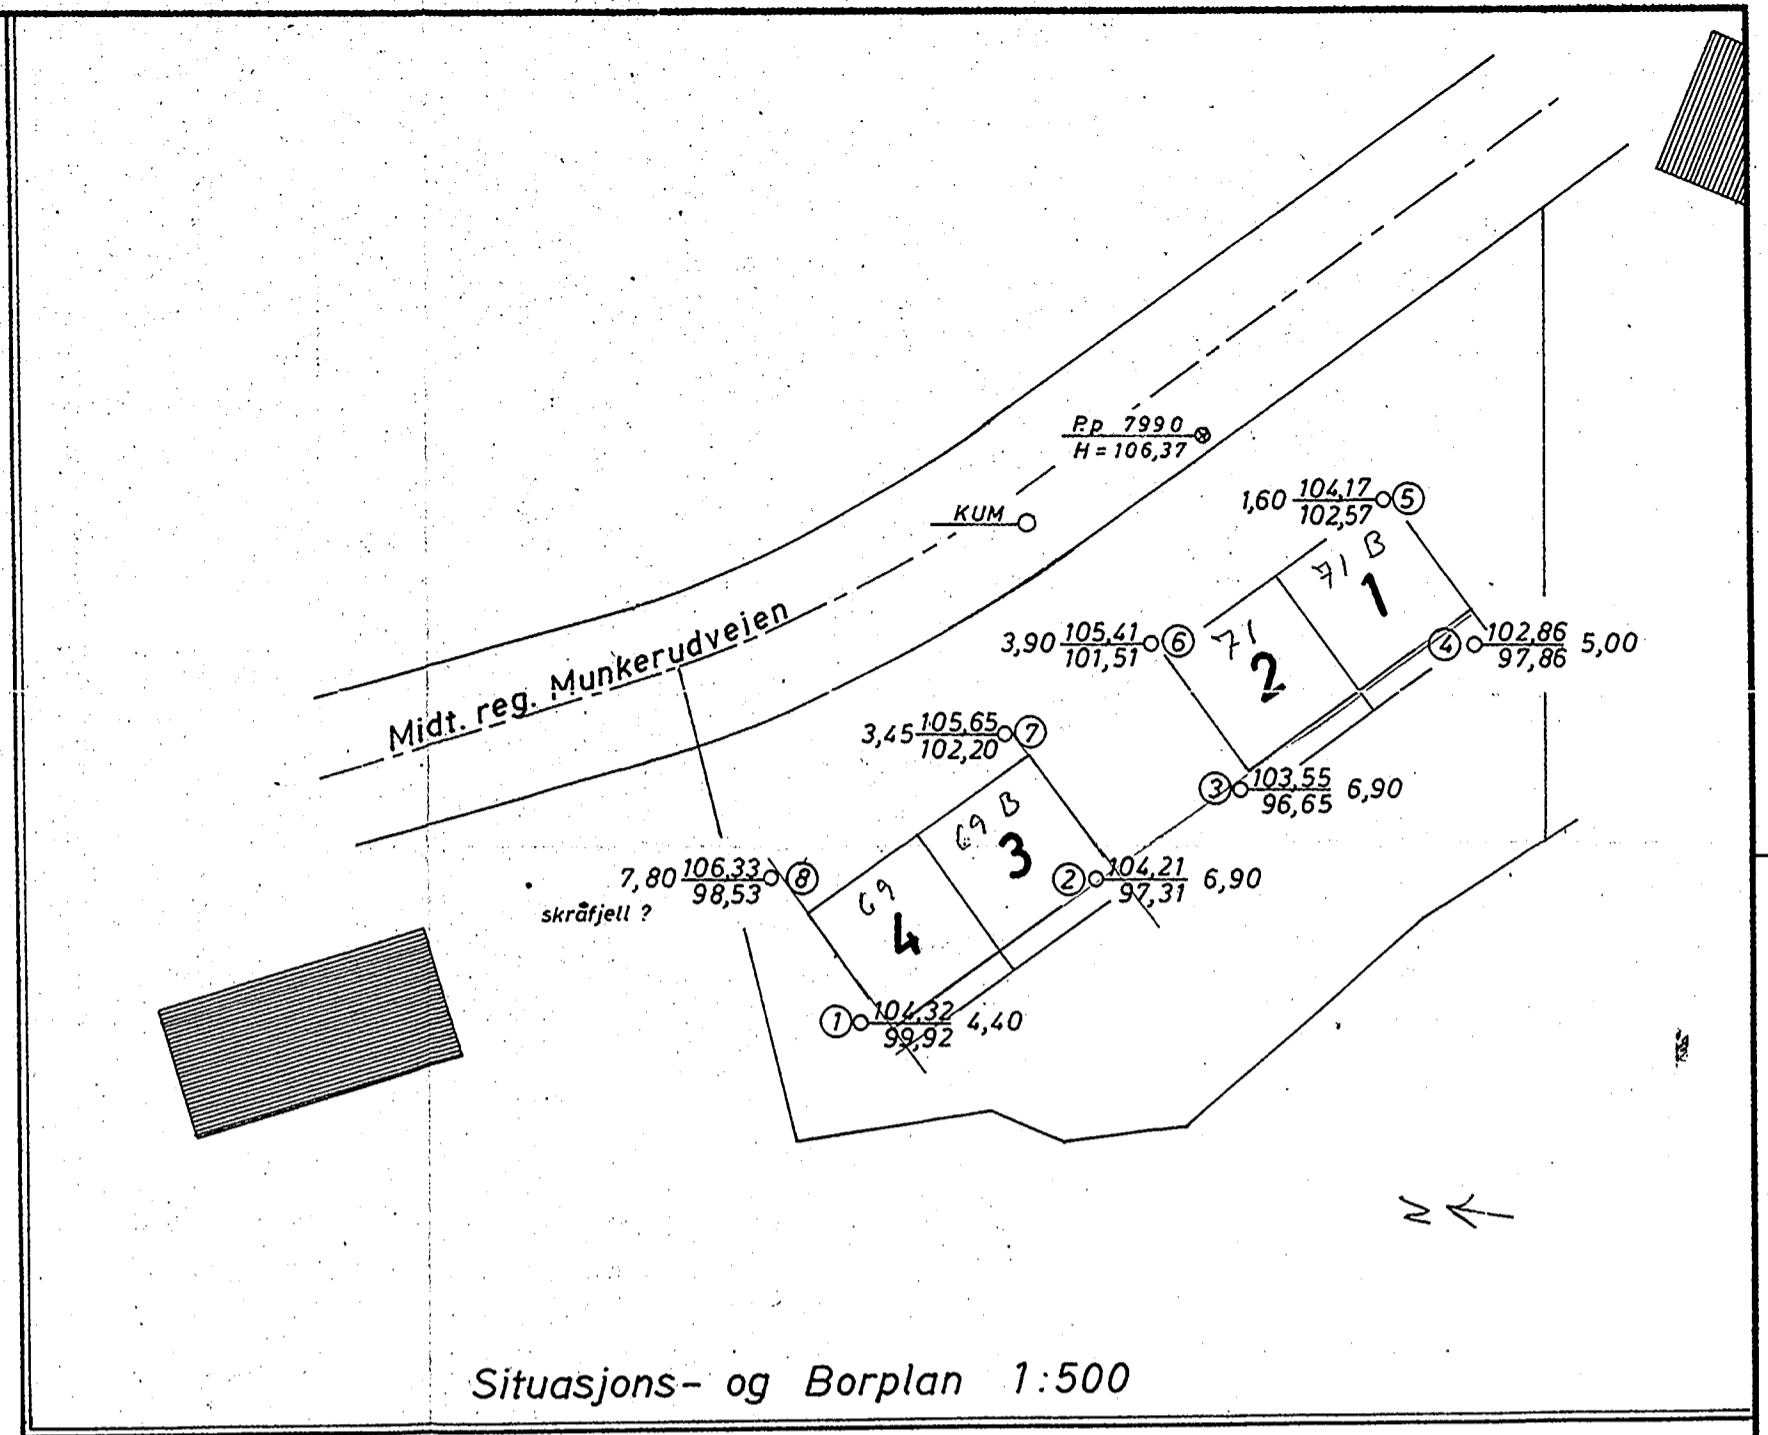 P.p 7990
H = 106,37
KUM
1,60 104,17 5
102,57
71 B
1
71
2
3,90 105,41 6
101,51
4 102,86 5,00
97,86
Midt. reg. Munkerudveien
3,45 105,65 7
102,20
3 103,55 6,90
96,65
69 B
3
2 104,21 6,90
97,31
7,80 106,33 8
98,53
skråfjell ?
69
4
1 104,32 4,40
99,92
N
Situasjons- og Borplan 1:500